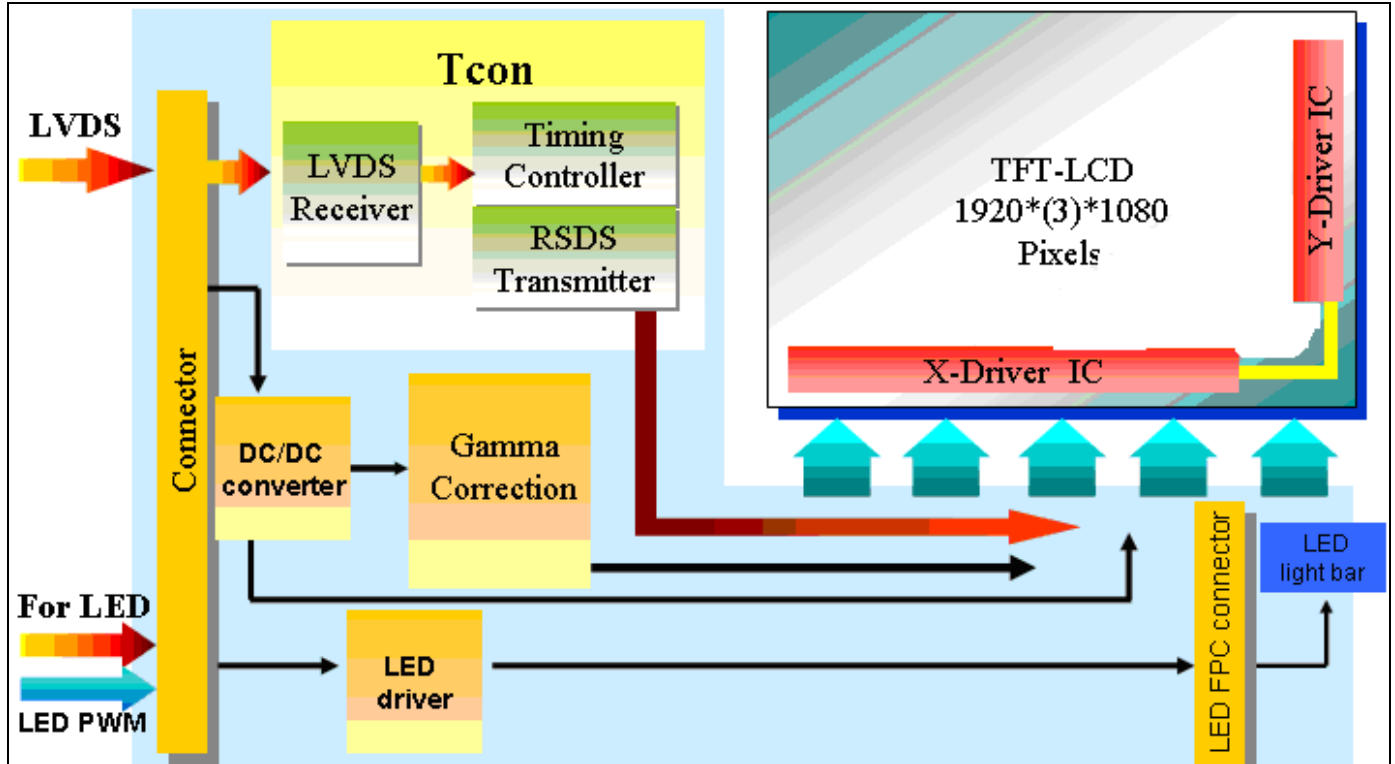 Tcon
LVDS
LVDS
Receiver
Timing
Controller
RSDS
Transmitter
TFT-LCD
1920*(3)*1080
Pixels
Y-Driver IC
X-Driver IC
Connector
DC/DC
converter
Gamma
Correction
For LED
LED PWM
LED
driver
LED FPC connector
LED
light bar